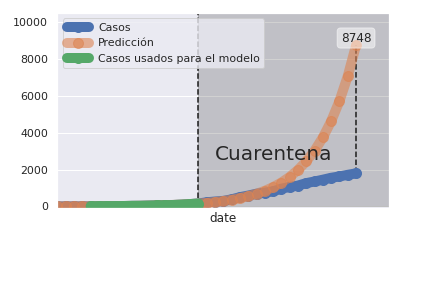 10000
8000
6000
4000
2000
0
Casos
Predicción
Casos usados para el modelo
8748
Cuarentena
date